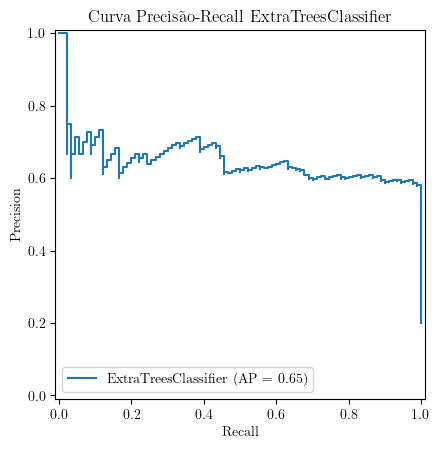 Curva Precisão-Recall ExtraTreesClassifier
1.0
0.8
0.6
0.4
0.2
0.0
Precision
ExtraTreesClassifier (AP = 0.65)
0.0 0.2 0.4 0.6 0.8 1.0
Recall